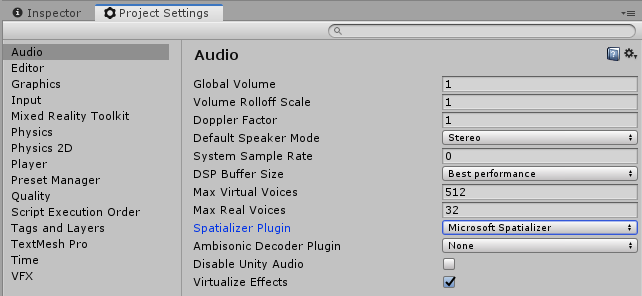 Inspector
Project Settings
Audio
Editor
Graphics
Input
Mixed Reality Toolkit
Physics
Physics 2D
Player
Preset Manager
Quality
Script Execution Order
Tags and Layers
TextMesh Pro
Time
VFX
Audio
Global Volume 1
Volume Rolloff Scale 1
Doppler Factor 1
Default Speaker Mode Stereo
System Sample Rate 0
DSP Buffer Size Best performance
Max Virtual Voices 512
Max Real Voices 32
Spatializer Plugin Microsoft Spatializer
Ambisonic Decoder Plugin None
Disable Unity Audio
Virtualize Effects